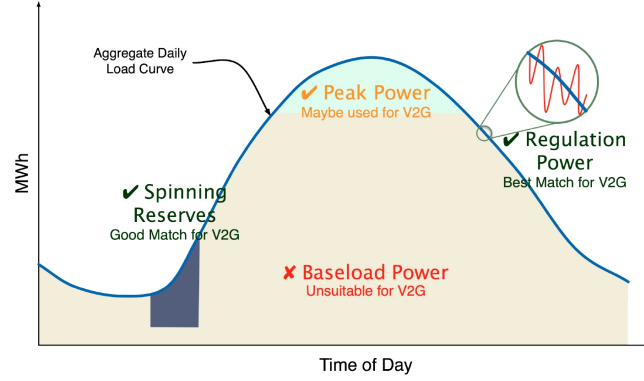 Aggregate Daily
Load Curve
✔ Peak Power
Maybe used for V2G
✔ Regulation
Power
Best Match for V2G
✔ Spinning
Reserves
Good Match for V2G
✘ Baseload Power
Unsuitable for V2G
MWh
Time of Day